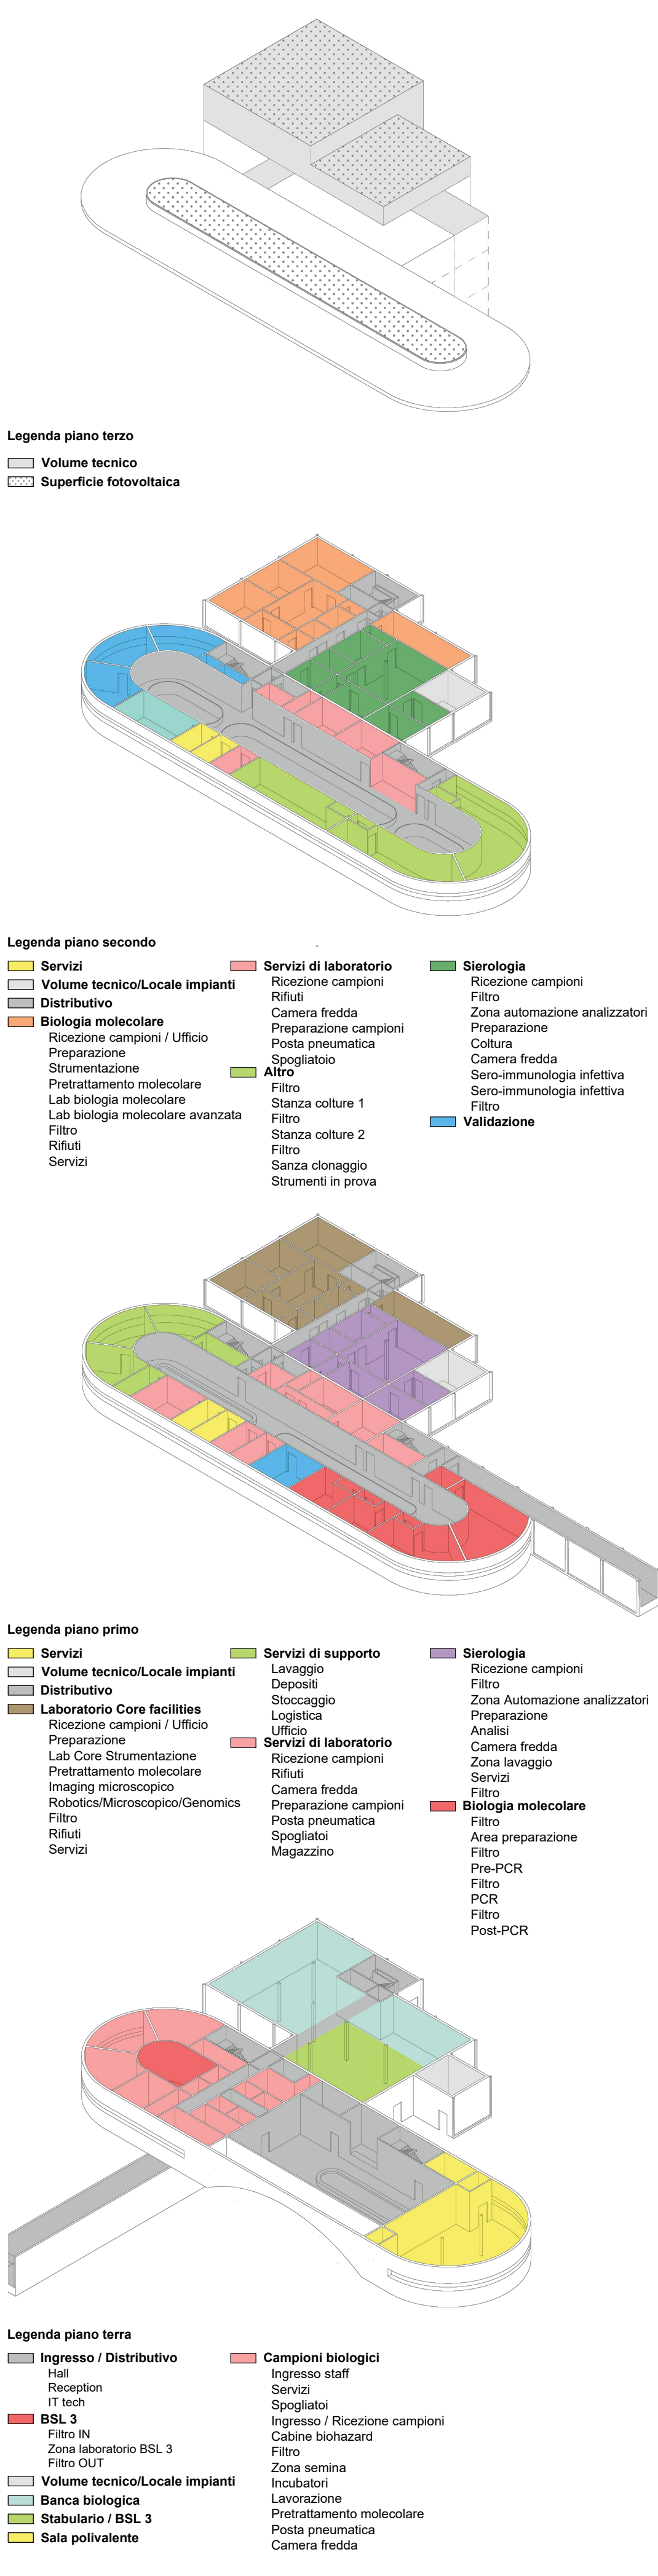 Legenda piano terzo
Volume tecnico
Superficie fotovoltaica
Legenda piano secondo
Servizi
Volume tecnico/Locale impianti
Distributivo
Biologia molecolare
Ricezione campioni / Ufficio
Preparazione
Strumentazione
Pretrattamento molecolare
Lab biologia molecolare
Lab biologia molecolare avanzata
Filtro
Rifiuti
Servizi
Servizi di laboratorio
Ricezione campioni
Rifiuti
Camera fredda
Preparazione campioni
Posta pneumatica
Spogliatoio
Altro
Filtro
Stanza colture 1
Filtro
Stanza colture 2
Filtro
Sanza clonaggio
Strumenti in prova
Sierologia
Ricezione campioni
Filtro
Zona automazione analizzatori
Preparazione
Coltura
Camera fredda
Sero-immunologia infettiva
Sero-immunologia infettiva
Filtro
Validazione
Legenda piano primo
Servizi
Volume tecnico/Locale impianti
Distributivo
Laboratorio Core facilities
Ricezione campioni / Ufficio
Preparazione
Lab Core Strumentazione
Pretrattamento molecolare
Imaging microscopico
Robotics/Microscopico/Genomics
Filtro
Rifiuti
Servizi
Servizi di supporto
Lavaggio
Depositi
Stoccaggio
Logistica
Ufficio
Servizi di laboratorio
Ricezione campioni
Rifiuti
Camera fredda
Preparazione campioni
Posta pneumatica
Spogliatoi
Magazzino
Sierologia
Ricezione campioni
Filtro
Zona Automazione analizzatori
Preparazione
Analisi
Camera fredda
Zona lavaggio
Servizi
Filtro
Biologia molecolare
Filtro
Area preparazione
Filtro
Pre-PCR
Filtro
PCR
Filtro
Post-PCR
Legenda piano terra
Ingresso / Distributivo
Hall
Reception
IT tech
BSL 3
Filtro IN
Zona laboratorio BSL 3
Filtro OUT
Volume tecnico/Locale impianti
Banca biologica
Stabulario / BSL 3
Sala polivalente
Campioni biologici
Ingresso staff
Servizi
Spogliatoi
Ingresso / Ricezione campioni
Cabine biohazard
Filtro
Zona semina
Incubatori
Lavorazione
Pretrattamento molecolare
Posta pneumatica
Camera fredda